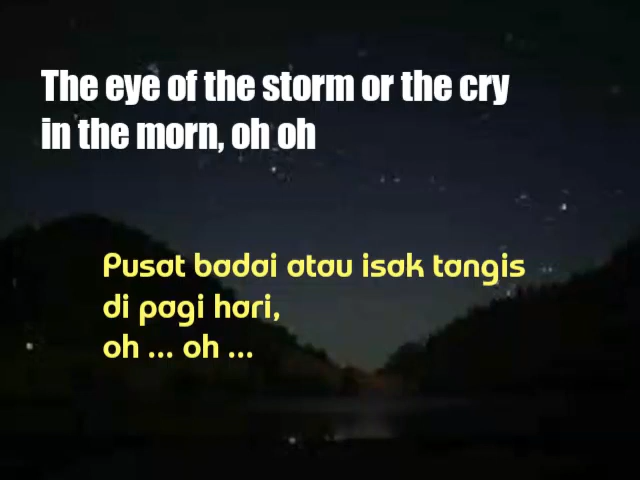 The eye of the storm or the cry
in the morn, oh oh
Pusat badai atau isak tangis
di pagi hari,
oh ... oh ...